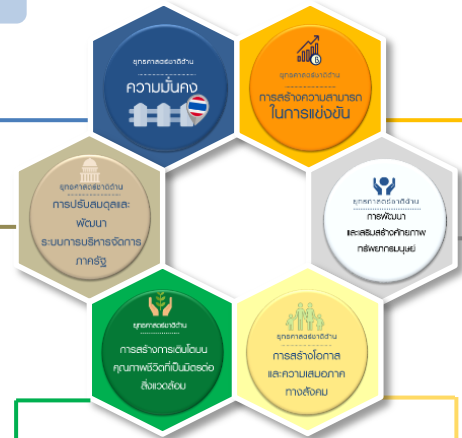 ยุทธศาสตร์ชาติด้าน
ความมั่นคง
ยุทธศาสตร์ชาติด้าน
การสร้างความสามารถ
ในการแข่งขัน
ยุทธศาสตร์ชาติด้าน
การพัฒนา
และเสริมสร้างศักยภาพ
ทรัพยากรมนุษย์
ยุทธศาสตร์ชาติด้าน
การสร้างโอกาส
และความเสมอภาค
ทางสังคม
ยุทธศาสตร์ชาติด้าน
การสร้างการเติบโตบน
คุณภาพชีวิตที่เป็นมิตรต่อ
สิ่งแวดล้อม
ยุทธศาสตร์ชาติด้าน
การปรับสมดุลและ
พัฒนา
ระบบการบริหารจัดการ
ภาครัฐ